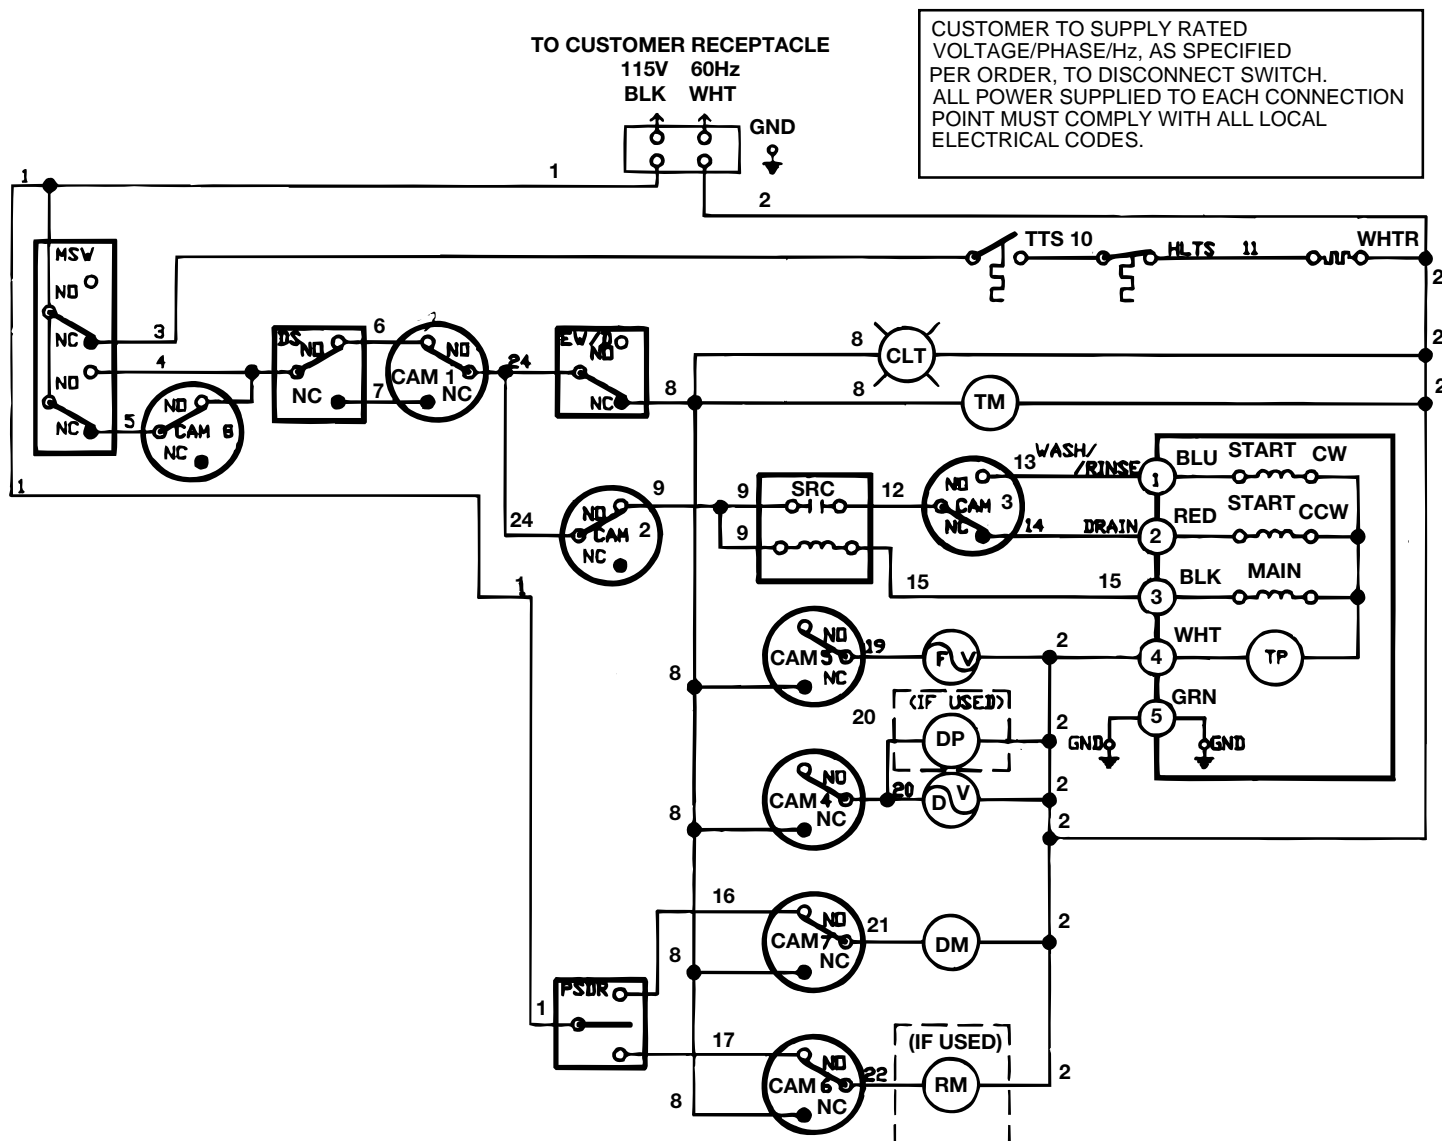 CUSTOMER TO SUPPLY RATED
VOLTAGE/PHASE/Hz, AS SPECIFIED
PER ORDER, TO DISCONNECT SWITCH.
ALL POWER SUPPLIED TO EACH CONNECTION
POINT MUST COMPLY WITH ALL LOCAL
ELECTRICAL CODES.
TO CUSTOMER RECEPTACLE
115V 60Hz
BLK WHT
GND
1
1
2
MSW
NO
NC
3
TTS 10
HLTS
11
WHTR
2
NO
NC
4
5
NO
CAM 8
NC
DS
NO
NC
6
7
NO
CAM 1
NC
24
EW/D
NO
NC
8
8
CLT
2
8
TM
2
1
24
NO
CAM 2
NC
9
9
9
SRC
12
NO
CAM 3
NC
13
WASH/
/RINSE
14
DRAIN
15
15
1
BLU
START
CW
2
RED
START
CCW
3
BLK
MAIN
4
WHT
TP
5
GRN
GND
GND
1
8
NO
CAM 5
NC
19
F V
2
(IF USED)
20
DP
2
8
NO
CAM 4
NC
20
D V
2
2
16
8
NO
CAM 7
NC
21
DM
2
PSDR
1
17
8
NO
CAM 6
NC
22
(IF USED)
RM
2